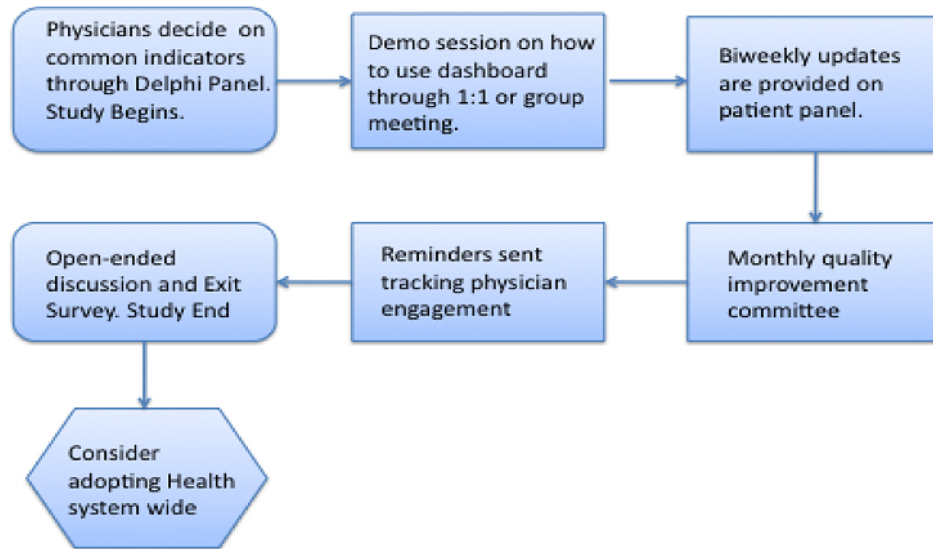 Physicians decide on
common indicators
through Delphi Panel.
Study Begins.
Demo session on how
to use dashboard
through 1:1 or group
meeting.
Biweekly updates
are provided on
patient panel.
Monthly quality
improvement
committee
Reminders sent
tracking physician
engagement
Open-ended
discussion and Exit
Survey. Study End
Consider
adopting Health
system wide